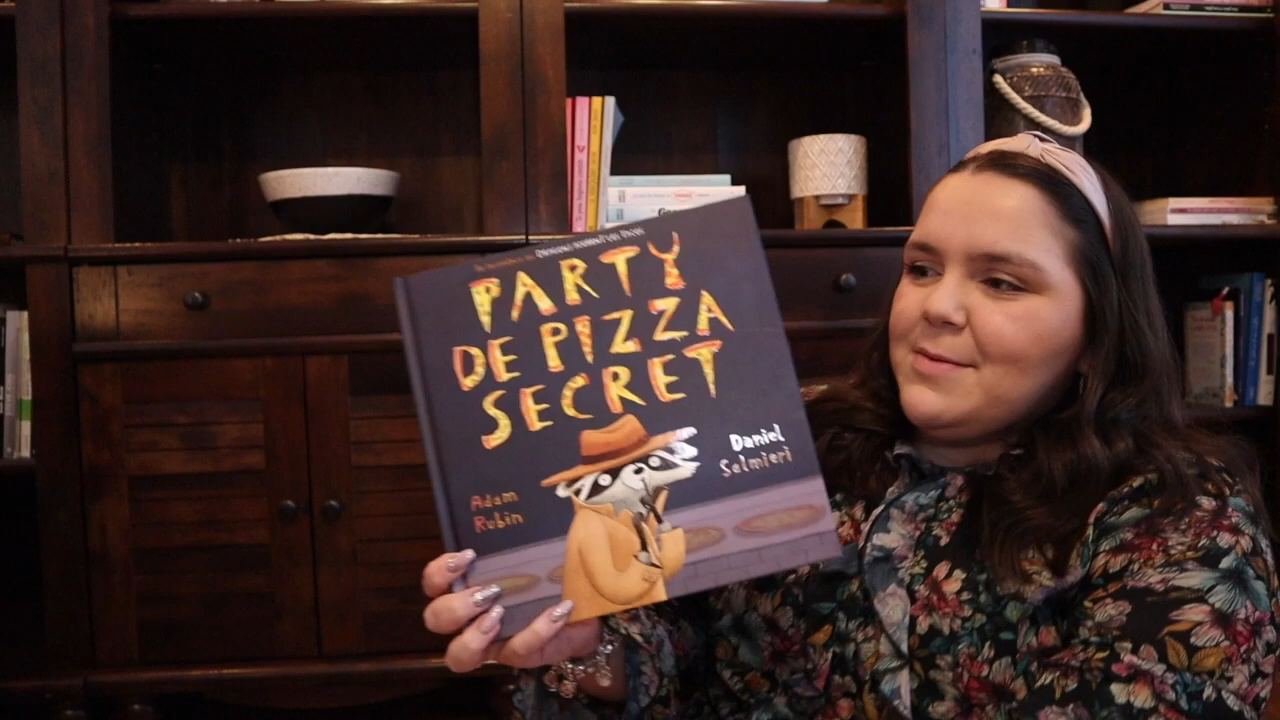 PARTY
DE PIZZA
SECRET
Daniel
Salmieri
Adam
Rubin